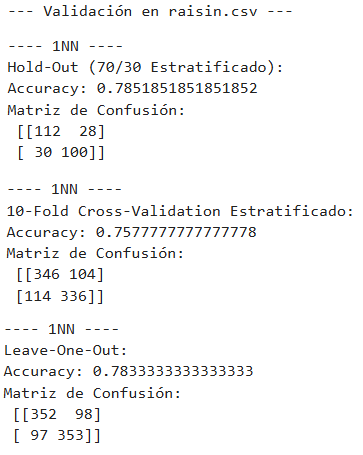 --- Validación en raisin.csv ---
---- 1NN ----
Hold-Out (70/30 Estratificado):
Accuracy: 0.7851851851851852
Matriz de Confusión:
[[112  28]
[ 30 100]]
---- 1NN ----
10-Fold Cross-Validation Estratificado:
Accuracy: 0.7577777777777778
Matriz de Confusión:
[[346 104]
[114 336]]
---- 1NN ----
Leave-One-Out:
Accuracy: 0.7833333333333333
Matriz de Confusión:
[[352  98]
[ 97 353]]